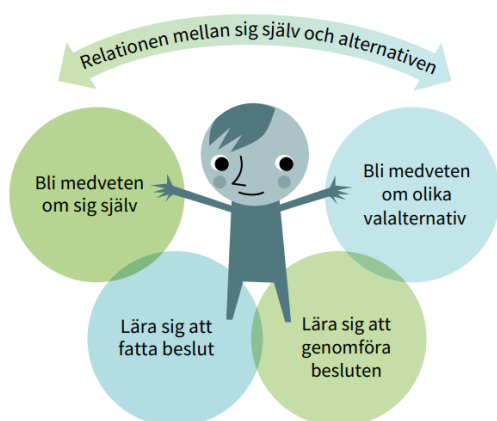 Relationen mellan sig själv och alternativen
Bli medveten
om sig själv
Bli medveten
om olika
valalternativ
Lära sig att
fatta beslut
Lära sig att
genomföra
besluten